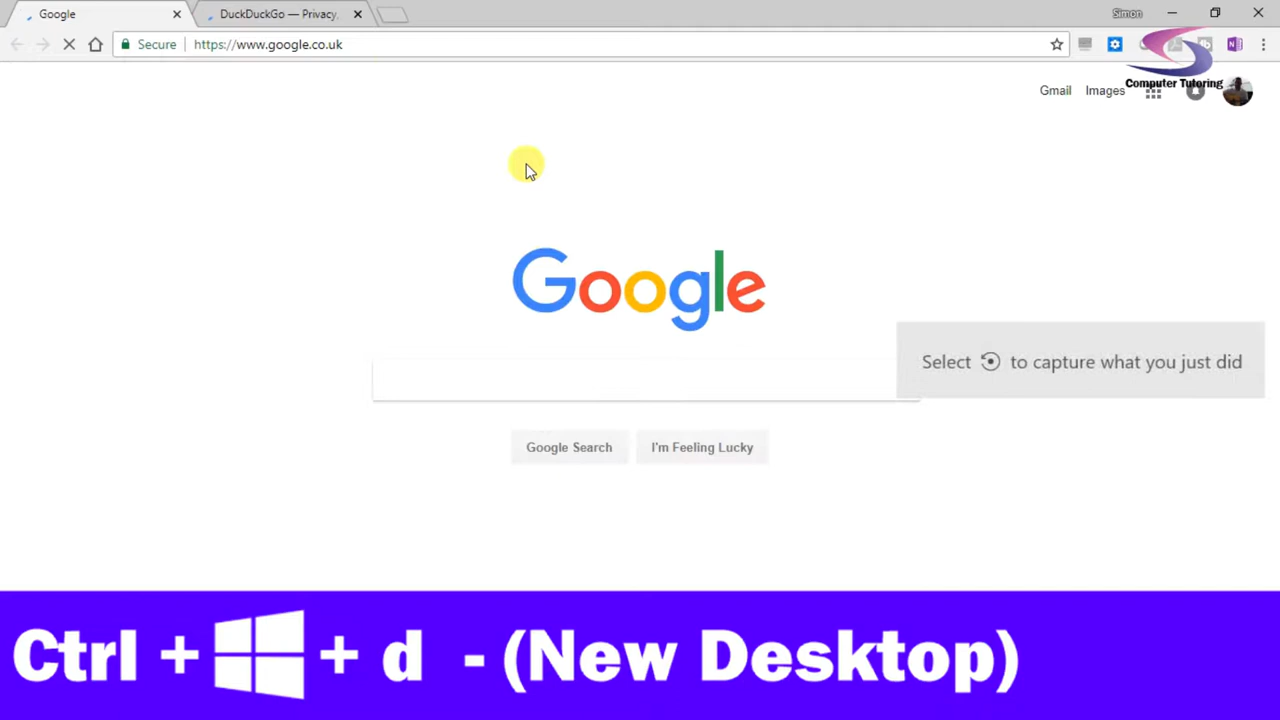 Google
DuckDuckGo — Privacy,
Simon
Secure
https://www.google.co.uk
Computer Tutoring
Gmail
Images
Google
Select to capture what you just did
Google Search
I'm Feeling Lucky
Ctrl + + d - (New Desktop)